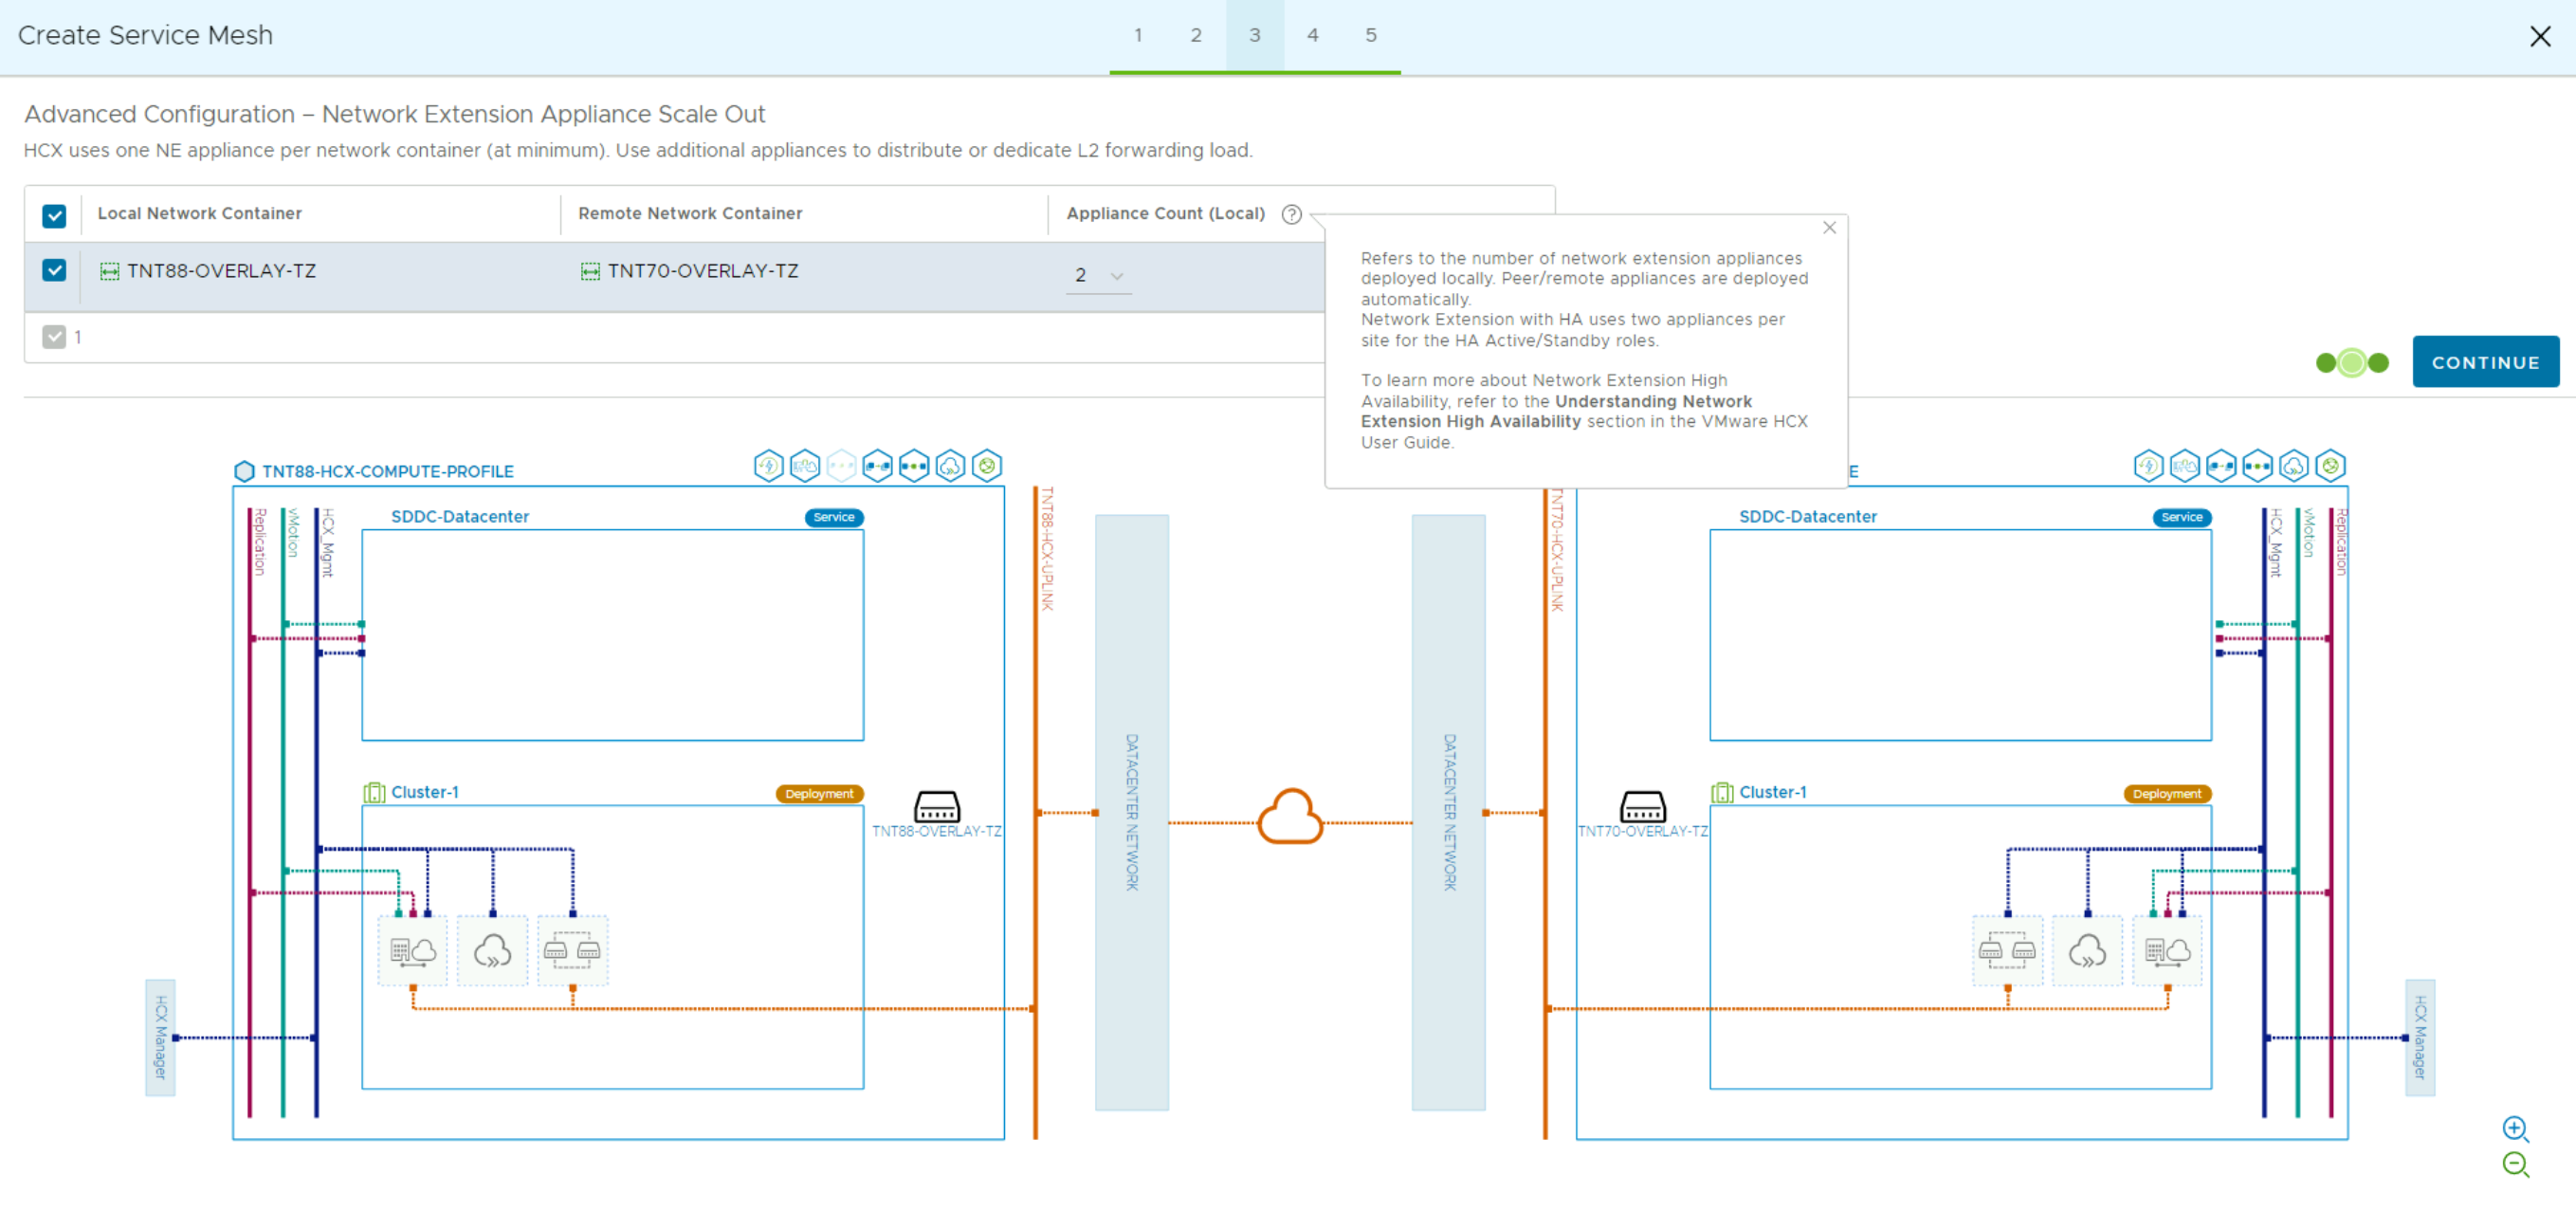 Create Service Mesh
1 2 3 4 5
Advanced Configuration – Network Extension Appliance Scale Out
HCX uses one NE appliance per network container (at minimum). Use additional appliances to distribute or dedicate L2 forwarding load.
Local Network Container
Remote Network Container
Appliance Count (Local)
TNT88-OVERLAY-TZ
TNT70-OVERLAY-TZ
2
1
Refers to the number of network extension appliances
deployed locally. Peer/remote appliances are deployed
automatically.
Network Extension with HA uses two appliances per
site for the HA Active/Standby roles.
To learn more about Network Extension High
Availability, refer to the Understanding Network
Extension High Availability section in the VMware HCX
User Guide.
CONTINUE
TNT88-HCX-COMPUTE-PROFILE
E
Replication
vMotion
HCX_Mgmt
SDDC-Datacenter
Service
TNT88-HCX-UPLINK
TNT70-HCX-UPLINK
SDDC-Datacenter
Service
HCX_Mgmt
vMotion
Replication
Cluster-1
Deployment
TNT88-OVERLAY-TZ
DATACENTER NETWORK
DATACENTER NETWORK
TNT70-OVERLAY-TZ
Cluster-1
Deployment
HCX Manager
HCX Manager